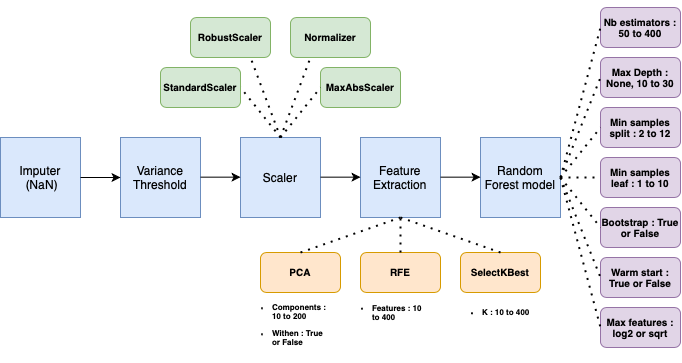 RobustScaler
Normalizer
StandardScaler
MaxAbsScaler
Imputer
(NaN)
Variance
Threshold
Scaler
Feature
Extraction
Random
Forest model
PCA
RFE
SelectKBest
• Components :
10 to 200
• Withen : True
or False
• Features : 10
to 400
• K : 10 to 400
Nb estimators :
50 to 400
Max Depth :
None, 10 to 30
Min samples
split : 2 to 12
Min samples
leaf : 1 to 10
Bootstrap : True
or False
Warm start :
True or False
Max features :
log2 or sqrt